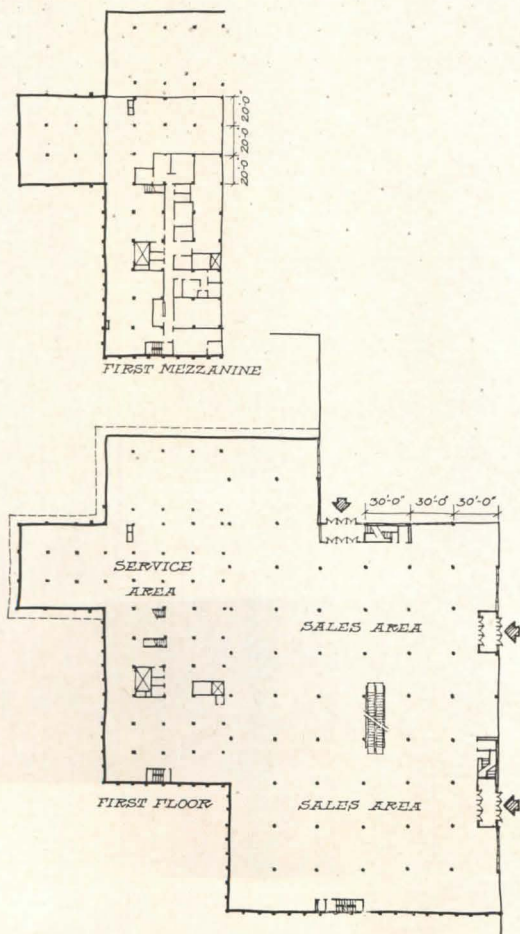 20'-0"
20'-0"
20'-0"
FIRST MEZZANINE
30'-0" 30'-0" 30'-0"
SERVICE
AREA
SALES AREA
FIRST FLOOR
SALES AREA